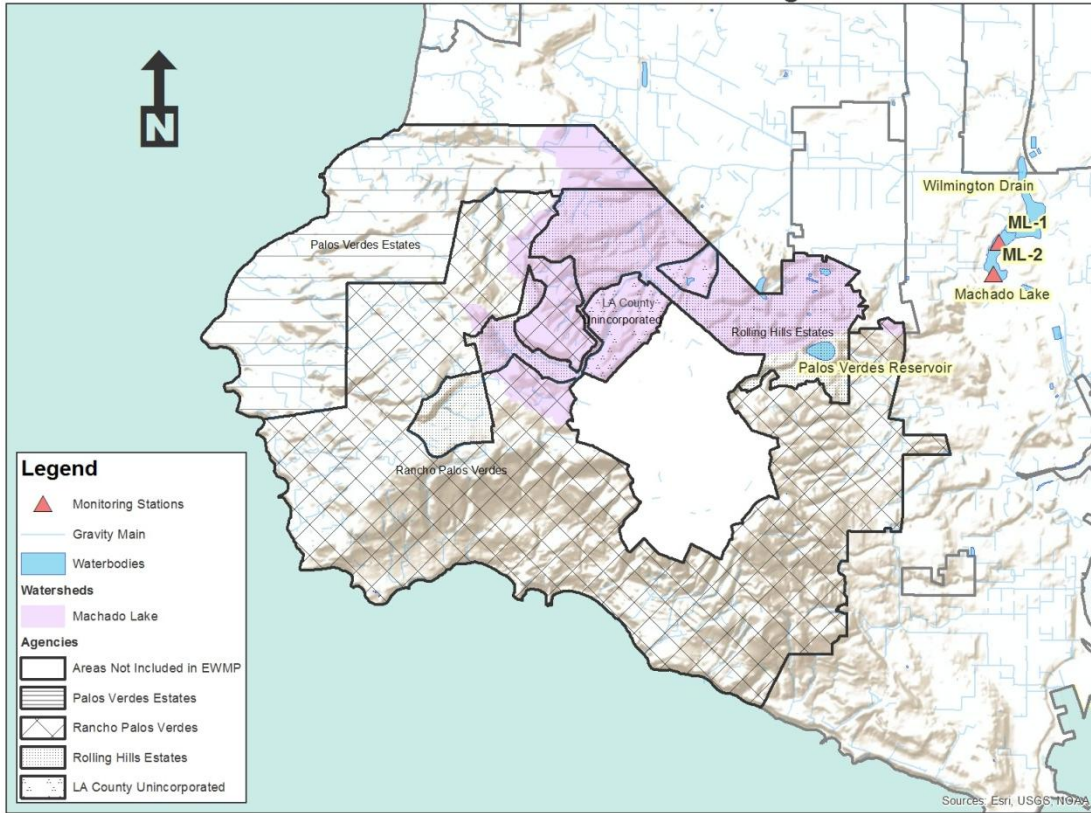 N
Wilmington Drain
ML-1
ML-2
Machado Lake
Palos Verdes Estates
LA County
Unincorporated
Rolling Hills Estates
Palos Verdes Reservoir
Rancho Palos Verdes
Legend
Monitoring Stations
Gravity Main
Waterbodies
Watersheds
Machado Lake
Agencies
Areas Not Included in EWMP
Palos Verdes Estates
Rancho Palos Verdes
Rolling Hills Estates
LA County Unincorporated
Sources: Esri, USGS, NOAA